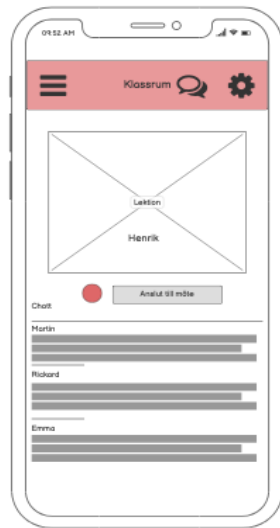 09:52 AM
Klassrum
Lektion
Henrik
Anslut till möte
Chatt
Martin
Rickard
Emma